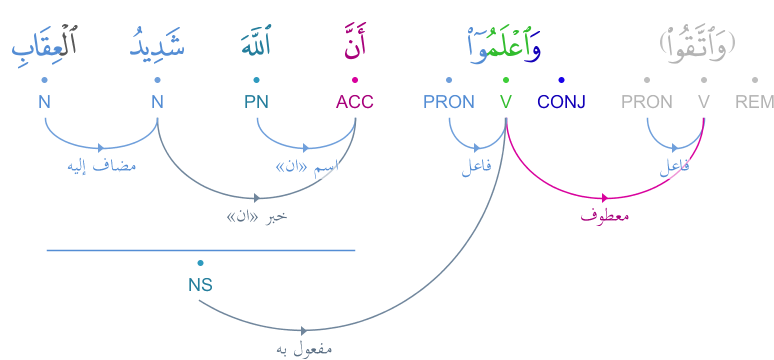 (وَٱتَّقُوا۟) وَٱعْلَمُوٓا۟ أَنَّ ٱللَّهَ شَدِيدُ ٱلْعِقَابِ
REM V PRON CONJ V PRON ACC PN N N
فاعل فاعل اسم «ان» مضاف إليه
معطوف خبر «ان»
NS
مفعول به